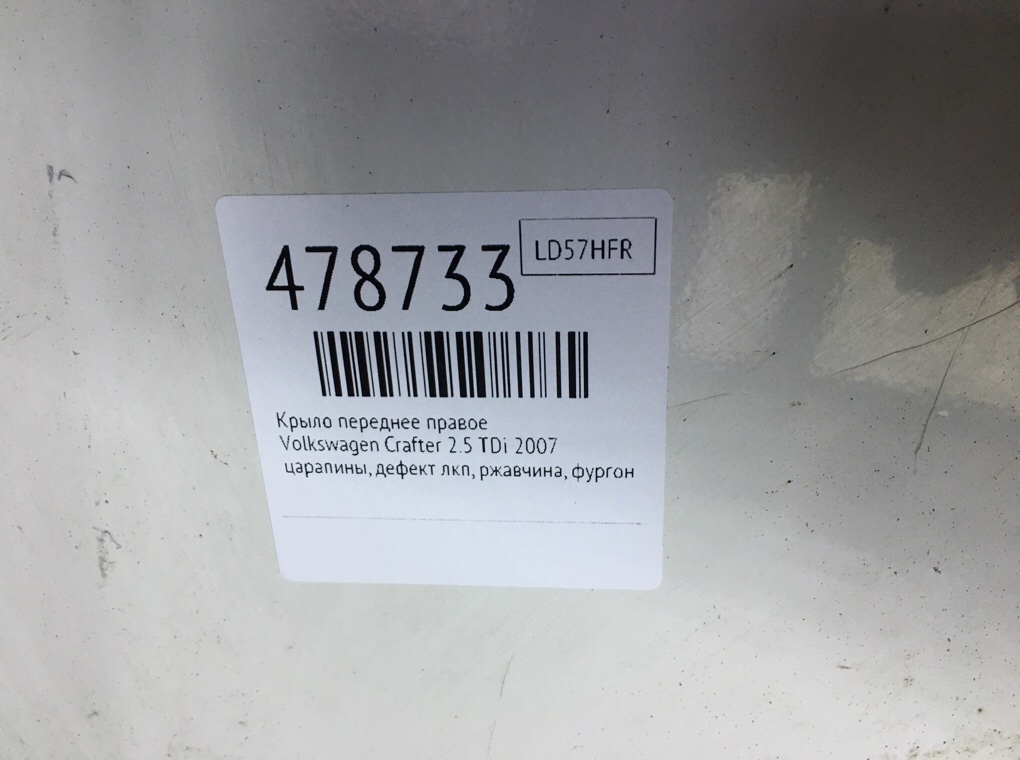 478733
LD57HFR
Крыло переднее правое
Volkswagen Crafter 2.5 TDi 2007
царапины, дефект лкп, ржавчина, фургон